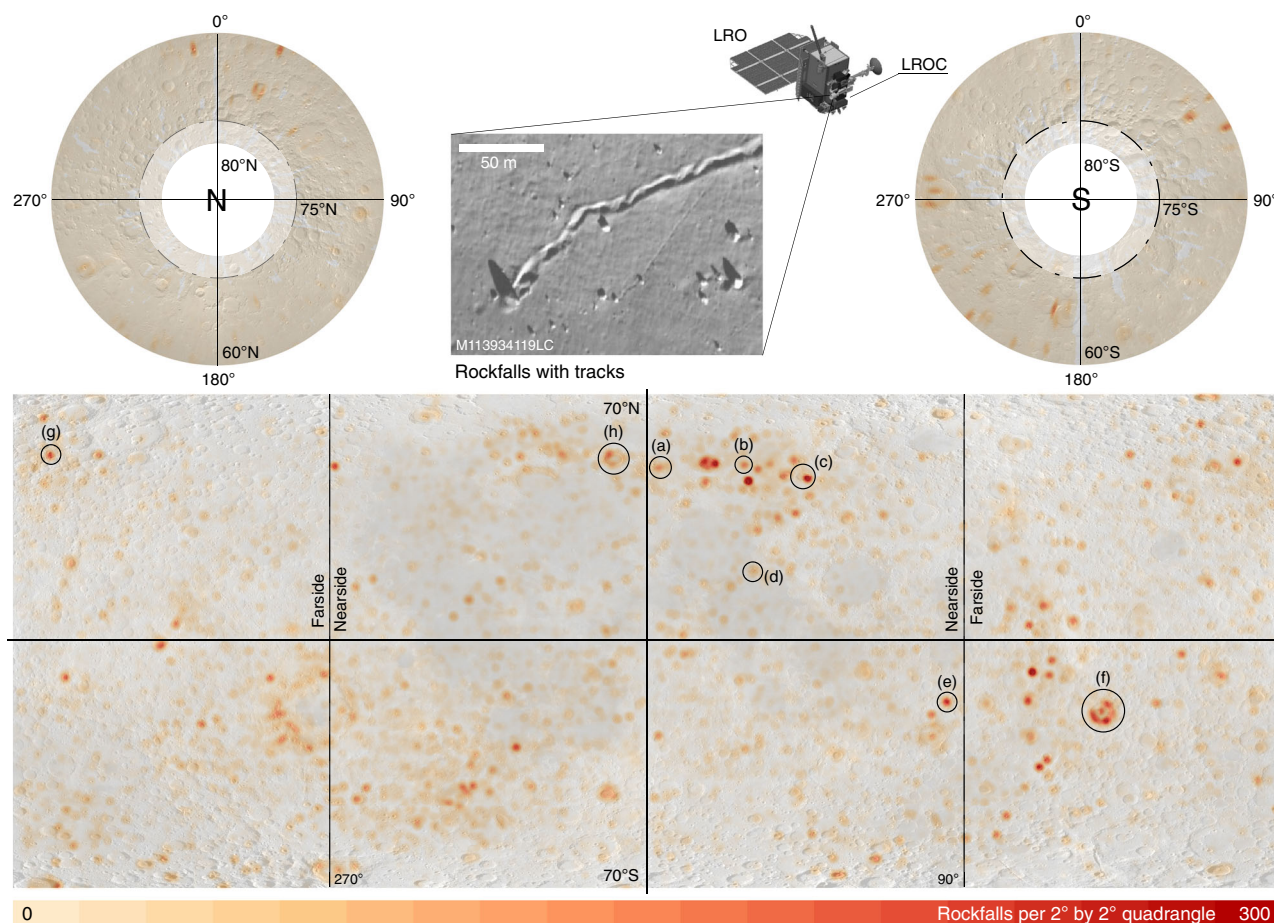 0°
0°
LRO
LROC
80°N
50 m
80°S
270°
N
75°N
90°
270°
S
75°S
90°
M113934119LC
60°N
60°S
Rockfalls with tracks
180°
180°
70°N
(g)
(h)
(a)
(b)
(c)
(d)
Farside
Nearside
Nearside
Farside
(e)
(f)
270°
70°S
90°
0
Rockfalls per 2° by 2° quadrangle
300